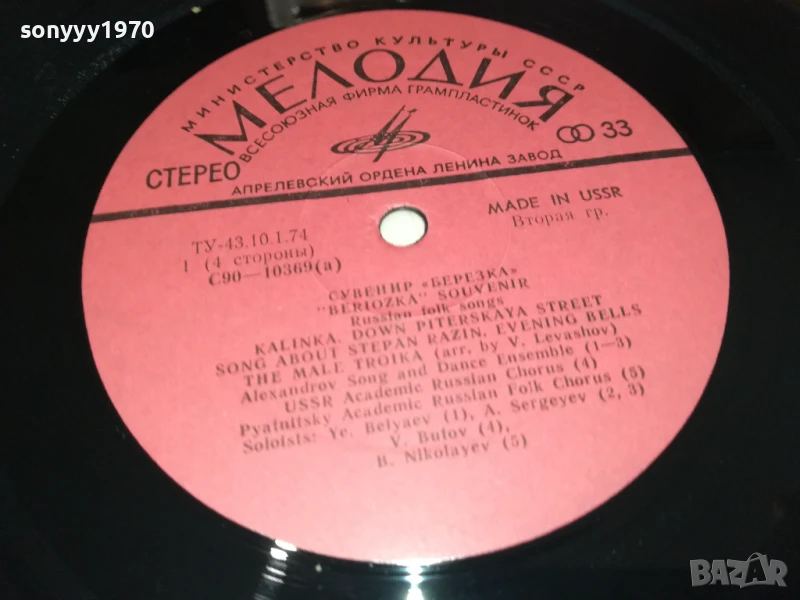 sonyyy1970
МИНИСТЕРСТВО КУЛЬТУРЫ СССР
МЕЛОДИЯ
ВСЕСОЮЗНАЯ ФИРМА ГРАМПЛАСТИНОК
СТЕРЕО
33
АПРЕЛЕВСКИЙ ОРДЕНА ЛЕНИНА ЗАВОД
MADE IN USSR
Вторая гр.
ТУ-43.10.1.74
1 (4 стороны)
С90—10369(а)
СУВЕНИР «БЕРЕЗКА»
"BERIOZKA" SOUVENIR
Russian folk songs
KALINKA. DOWN PITERSKAYA STREET
SONG ABOUT STEPAN RAZIN. EVENING BELLS
THE MALE TROIKA (arr. by V. Levashov)
Alexandrov Song and Dance Ensemble (1—3)
USSR Academic Russian Chorus (4)
Pyatnitsky Academic Russian Folk Chorus (5)
Soloists: Ye. Belyaev (1), A. Sergeyev (2, 3)
V. Butov (4),
B. Nikolayev (5)
BAZAR